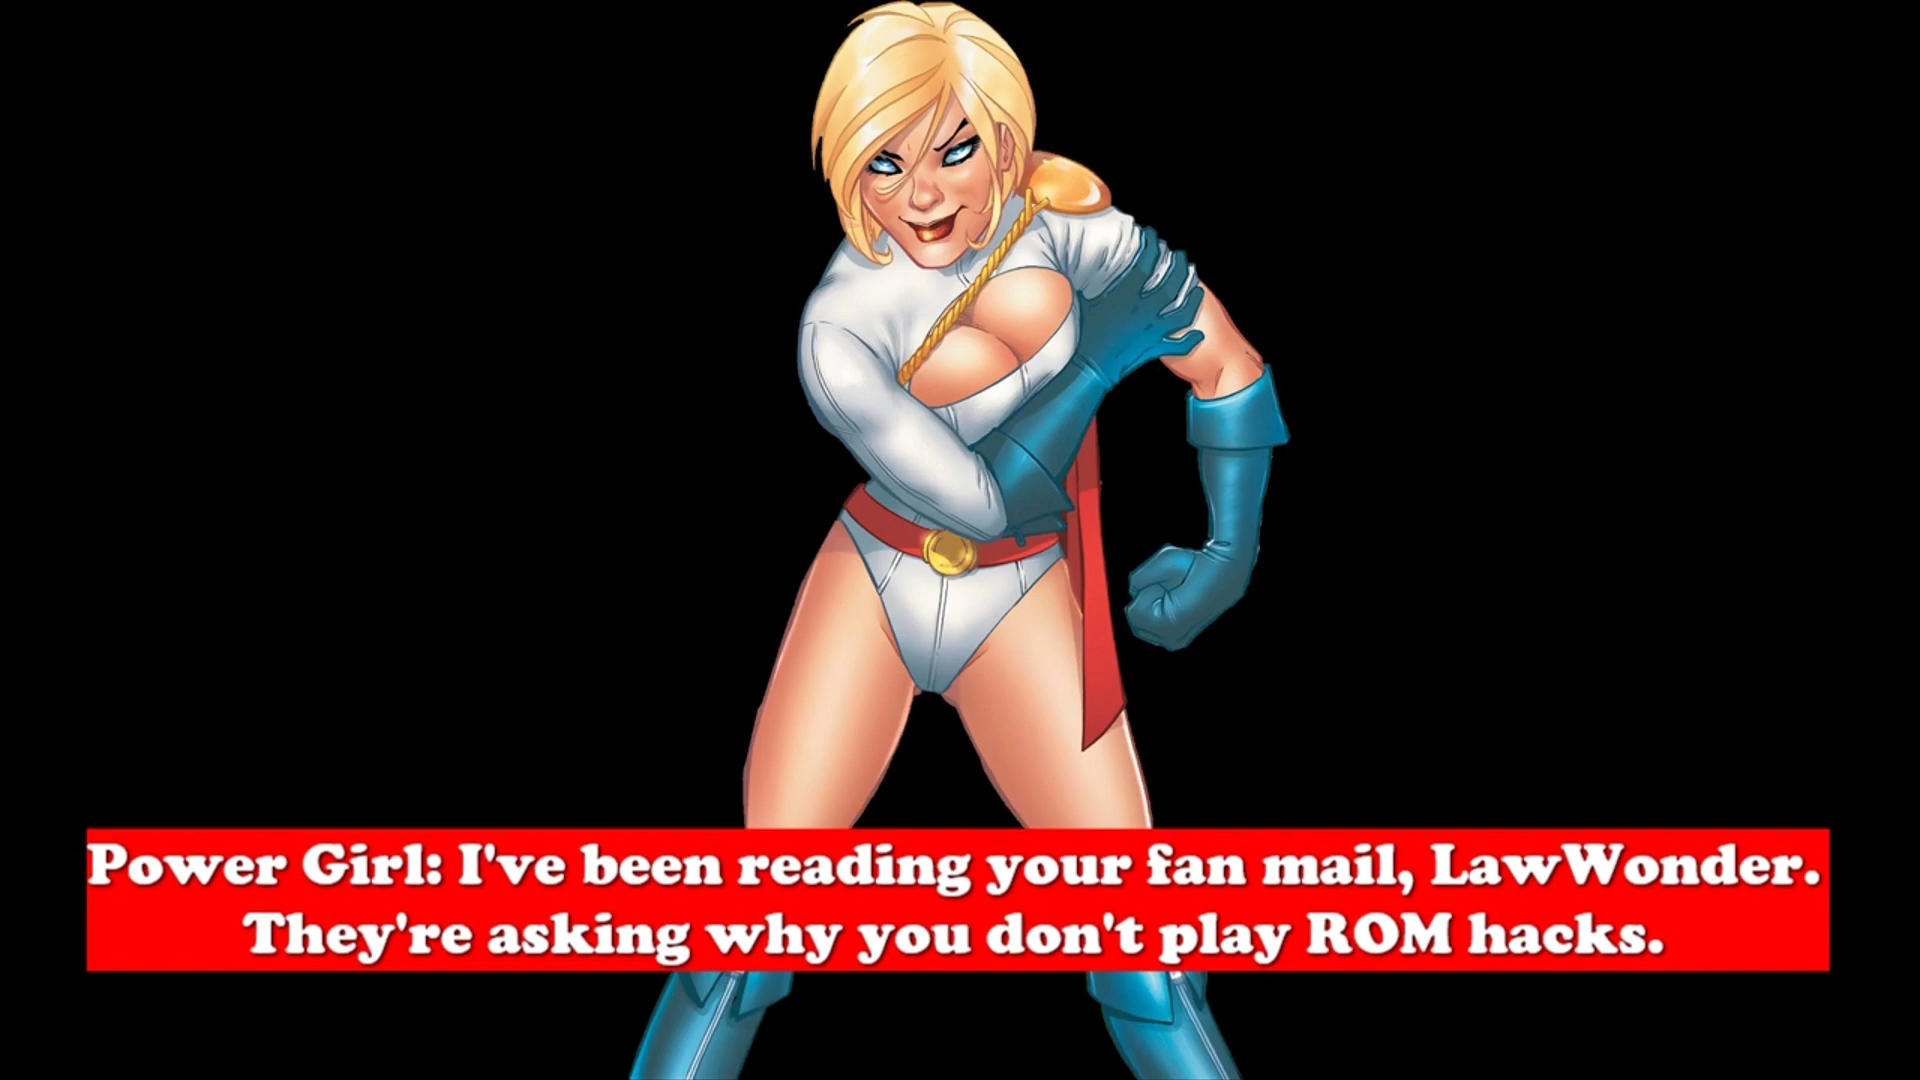 Power Girl: I've been reading your fan mail, LawWonder.
They're asking why you don't play ROM hacks.